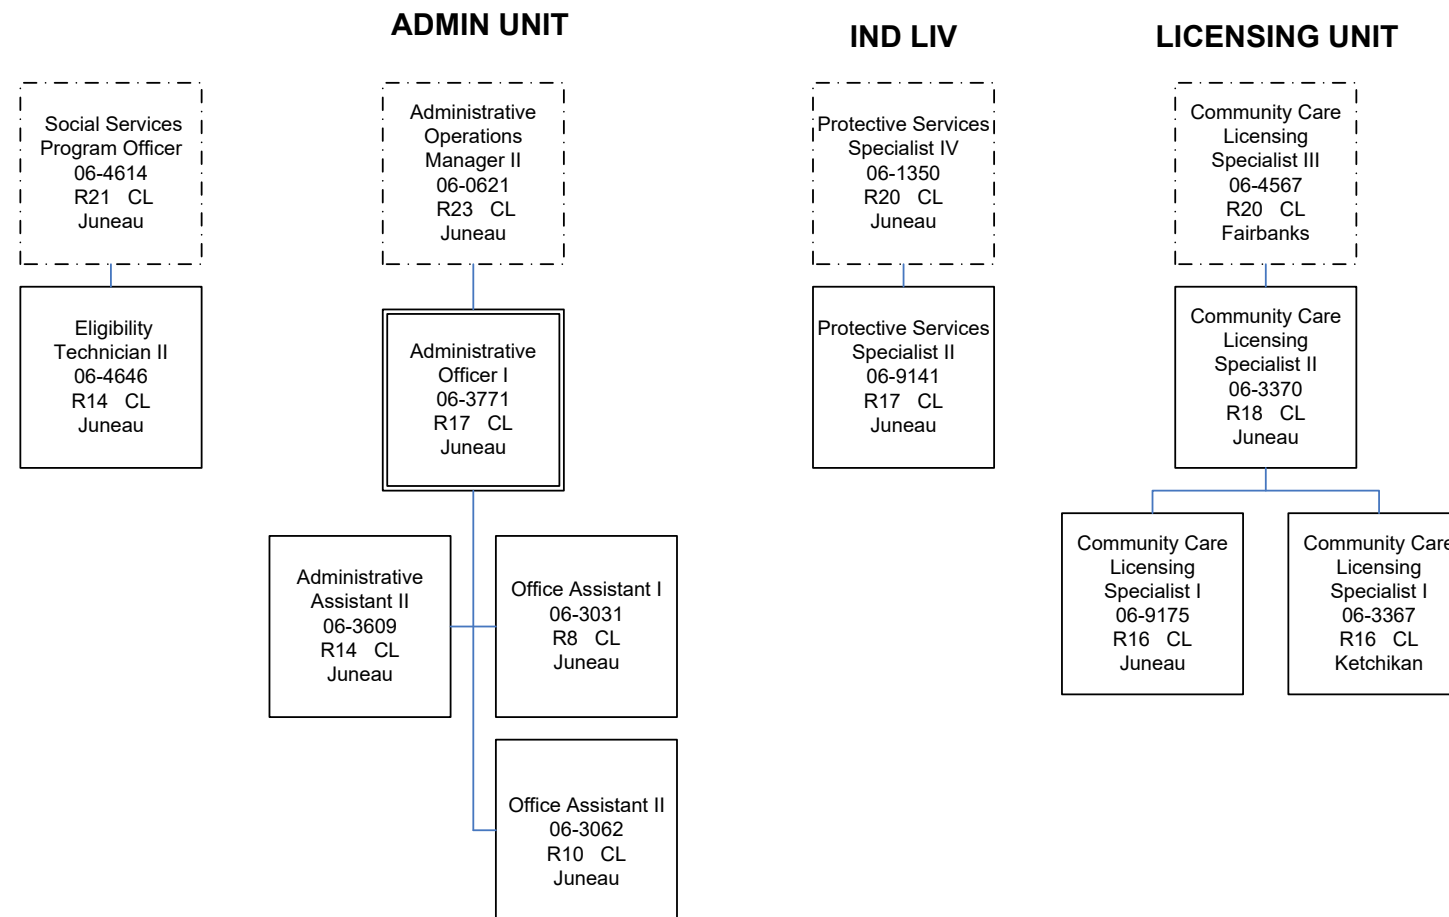 ADMIN UNIT
IND LIV
LICENSING UNIT
Social Services
Program Officer
06-4614
R21 CL
Juneau
Administrative
Operations
Manager II
06-0621
R23 CL
Juneau
Protective Services
Specialist IV
06-1350
R20 CL
Juneau
Community Care
Licensing
Specialist III
06-4567
R20 CL
Fairbanks
Eligibility
Technician II
06-4646
R14 CL
Juneau
Administrative
Officer I
06-3771
R17 CL
Juneau
Protective Services
Specialist II
06-9141
R17 CL
Juneau
Community Care
Licensing
Specialist II
06-3370
R18 CL
Juneau
Administrative
Assistant II
06-3609
R14 CL
Juneau
Office Assistant I
06-3031
R8 CL
Juneau
Community Care
Licensing
Specialist I
06-9175
R16 CL
Juneau
Community Care
Licensing
Specialist I
06-3367
R16 CL
Ketchikan
Office Assistant II
06-3062
R10 CL
Juneau